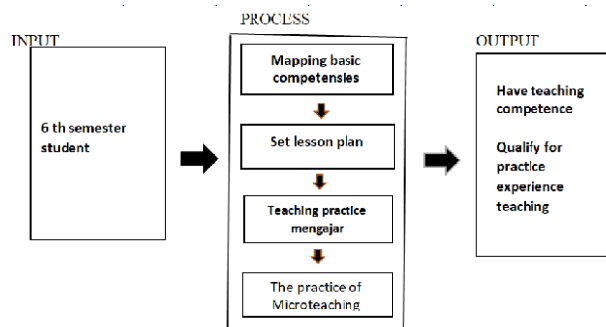 INPUT
6 th semester
student
PROCESS
Mapping basic
competensies
Set lesson plan
Teaching practice
mengajar
The practice of
Microteaching
OUTPUT
Have teaching
competence
Qualify for
practice
experience
teaching